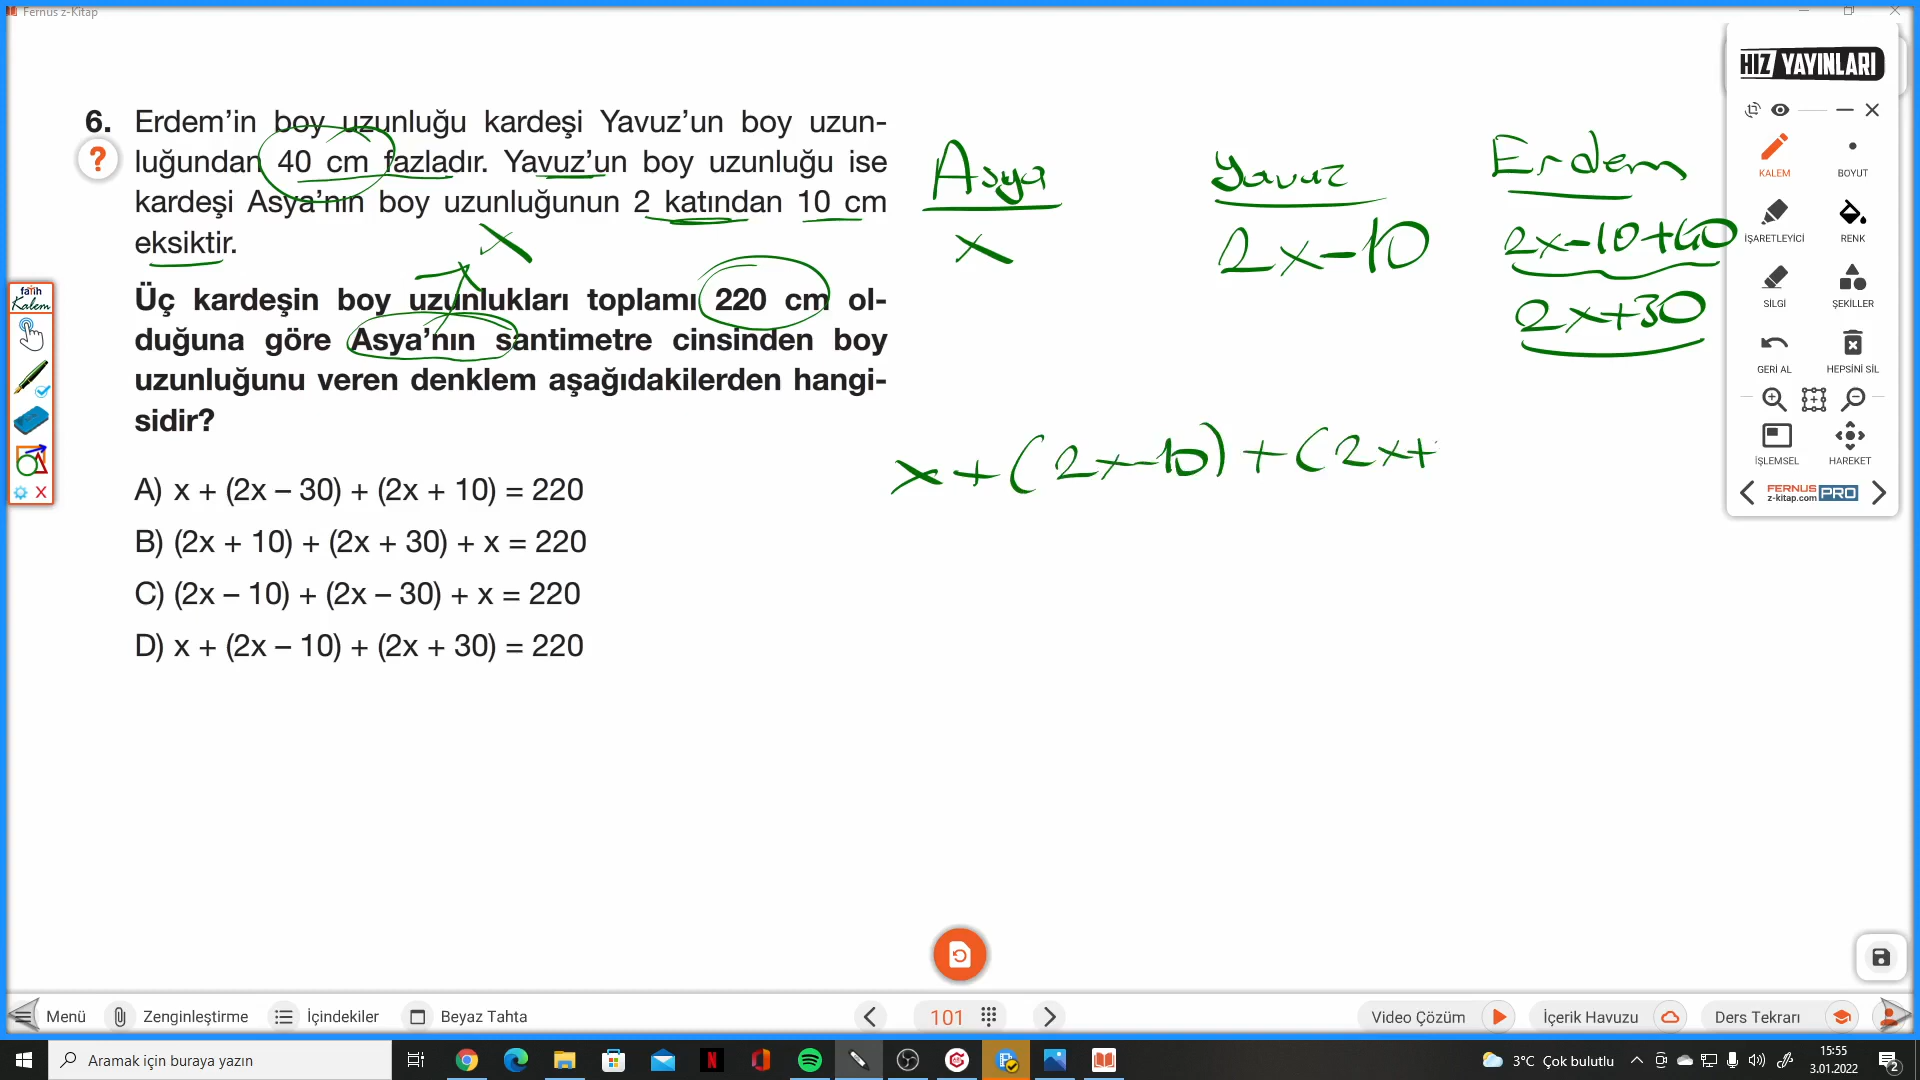 Fernus z-Kitap
HIZ YAYINLARI
6. Erdem'in boy uzunluğu kardeşi Yavuz'un boy uzun-
luğundan 40 cm fazladır. Yavuz'un boy uzunluğu ise
kardeşi Asya'nın boy uzunluğunun 2 katından 10 cm
eksiktir.
x
Üç kardeşin boy uzunlukları toplamı 220 cm ol-
duğuna göre Asya'nın santimetre cinsinden boy
uzunluğunu veren denklem aşağıdakilerden hangi-
sidir?
A) x + (2x – 30) + (2x + 10) = 220
B) (2x + 10) + (2x + 30) + x = 220
C) (2x – 10) + (2x – 30) + x = 220
D) x + (2x – 10) + (2x + 30) = 220
Asya Yavuz Erdem
x 2x-10 2x-10+40
2x+30
x+(2x-10)+(2x+
fatih
Kalem
KALEM BOYUT
İŞARETLEYİCİ RENK
SİLGİ ŞEKİLLER
GERİ AL HEPSİNİ SİL
İŞLEMSEL HAREKET
FERNUS
z-kitap.com PRO
Menü Zenginleştirme İçindekiler Beyaz Tahta 101 Video Çözüm İçerik Havuzu Ders Tekrarı
Aramak için buraya yazın 3°C Çok bulutlu 15:55
3.01.2022 2